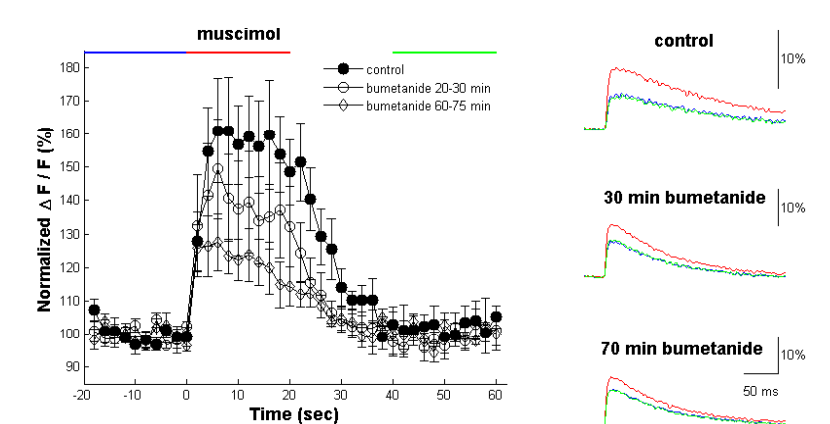 muscimol
180
170
160
150
140
130
120
110
100
90
Normalized Δ F / F (%)
-20
-10
0
10
20
30
40
50
60
Time (sec)
control
bumetanide 20-30 min
bumetanide 60-75 min
control
10%
30 min bumetanide
10%
70 min bumetanide
10%
50 ms